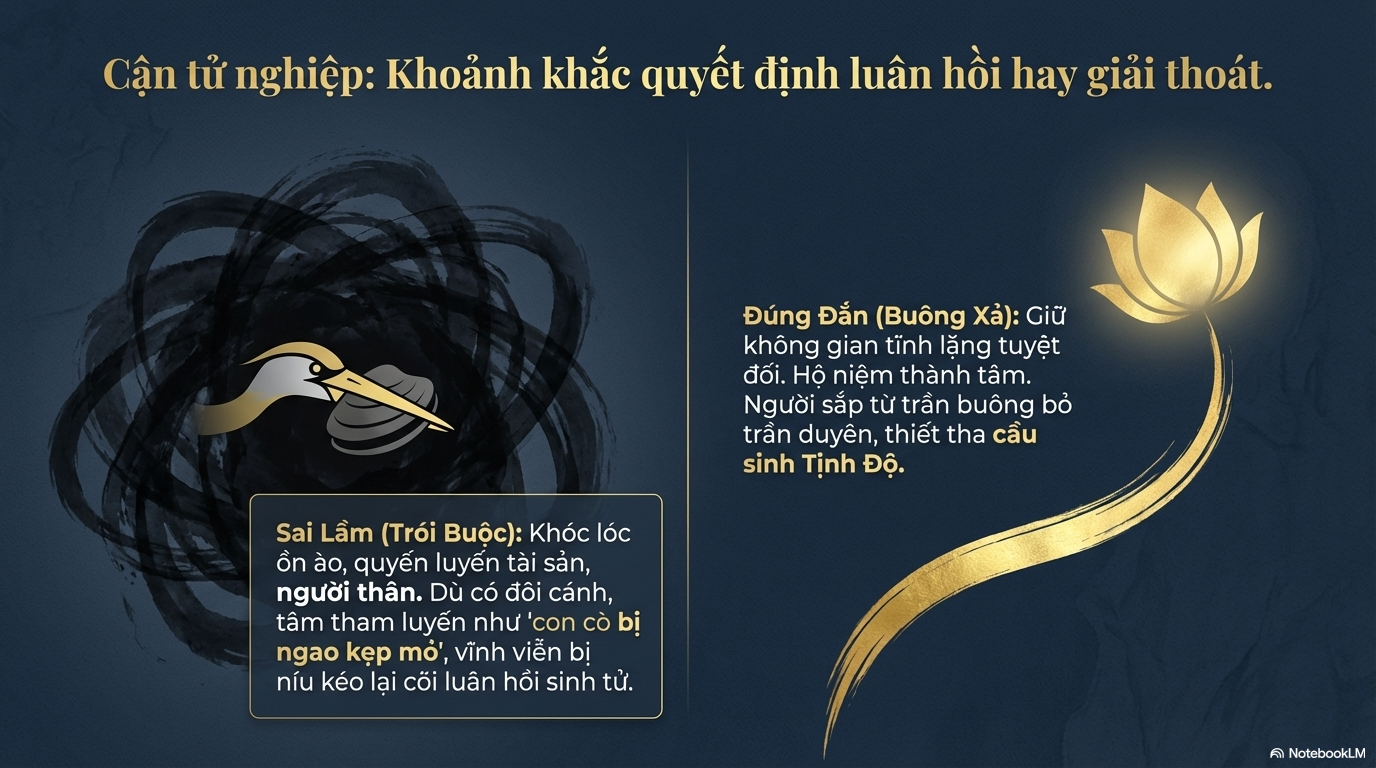 Cận tử nghiệp: Khoảnh khắc quyết định luân hồi hay giải thoát.
Sai Lầm (Trói Buộc): Khóc lóc
ồn ào, quyến luyến tài sản,
người thân. Dù có đôi cánh,
tâm tham luyến như 'con cò bị
ngao kẹp mỏ', vĩnh viễn bị
níu kéo lại cõi luân hồi sinh tử.
Đúng Đắn (Buông Xả): Giữ
không gian tĩnh lặng tuyệt
đối. Hộ niệm thành tâm.
Người sắp từ trần buông bỏ
trần duyên, thiết tha cầu
sinh Tịnh Độ.
NotebookLM